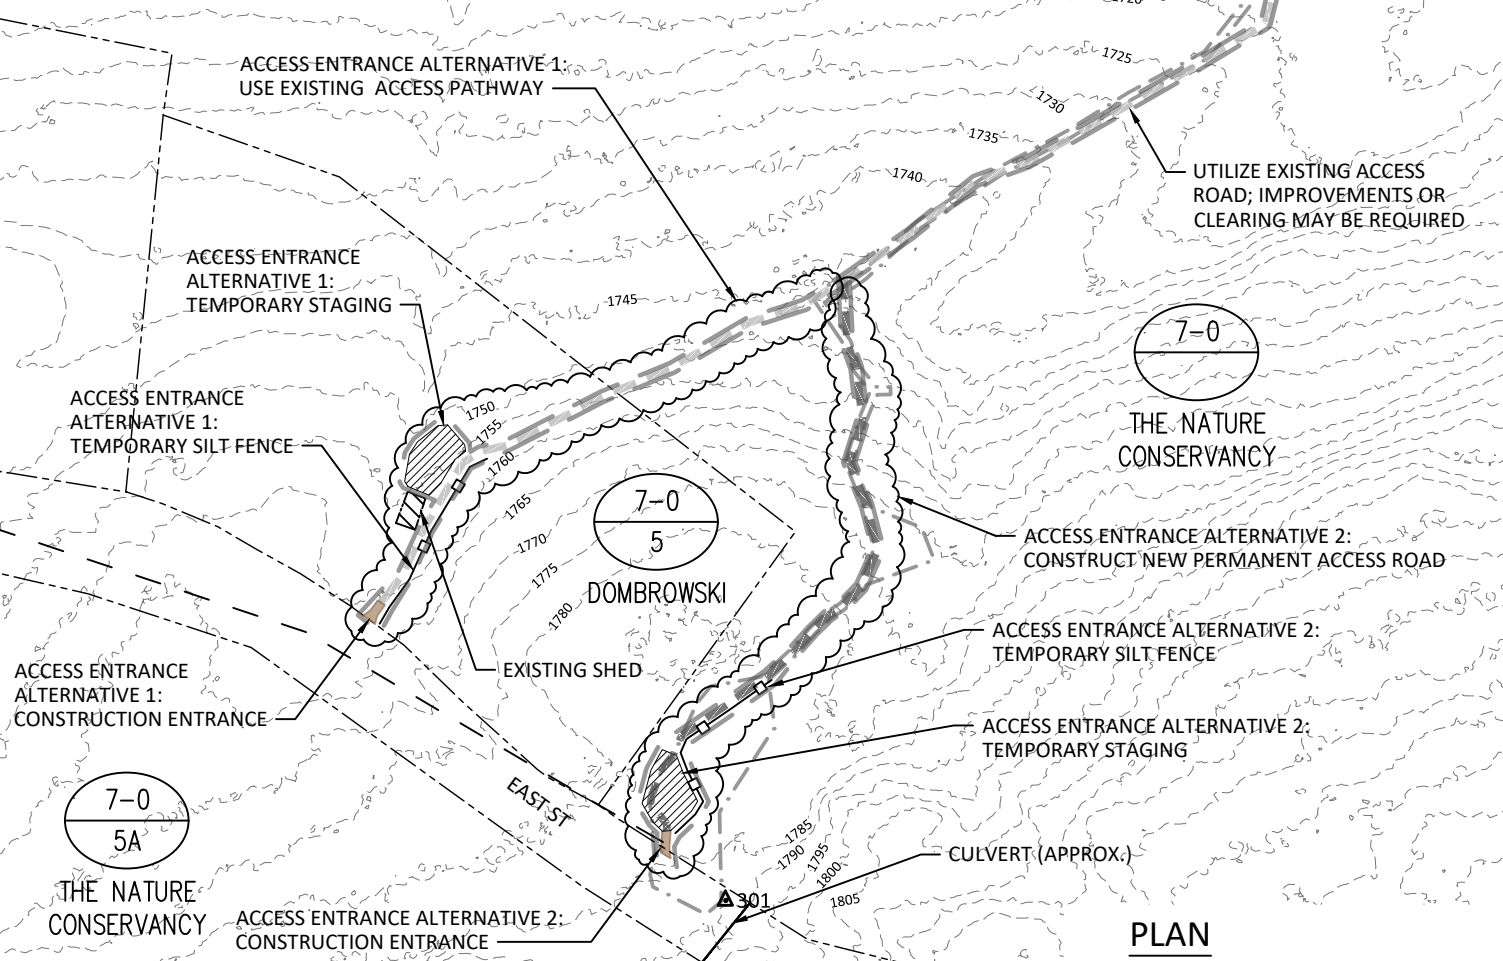 1720
1725
ACCESS ENTRANCE ALTERNATIVE 1:
USE EXISTING ACCESS PATHWAY
1730
1735
1740
UTILIZE EXISTING ACCESS
ROAD; IMPROVEMENTS OR
CLEARING MAY BE REQUIRED
ACCESS ENTRANCE
ALTERNATIVE 1:
TEMPORARY STAGING
1745
7-0
THE NATURE
CONSERVANCY
ACCESS ENTRANCE
ALTERNATIVE 1:
TEMPORARY SILT FENCE
1750
1755
1760
1765
1770
1775
1780
7-0
5
DOMBROWSKI
ACCESS ENTRANCE ALTERNATIVE 2:
CONSTRUCT NEW PERMANENT ACCESS ROAD
ACCESS ENTRANCE ALTERNATIVE 2:
TEMPORARY SILT FENCE
EXISTING SHED
ACCESS ENTRANCE
ALTERNATIVE 1:
CONSTRUCTION ENTRANCE
ACCESS ENTRANCE ALTERNATIVE 2:
TEMPORARY STAGING
EAST ST
7-0
5A
THE NATURE
CONSERVANCY
1785
1790
1795
1800
1805
CULVERT (APPROX.)
301
ACCESS ENTRANCE ALTERNATIVE 2:
CONSTRUCTION ENTRANCE
PLAN